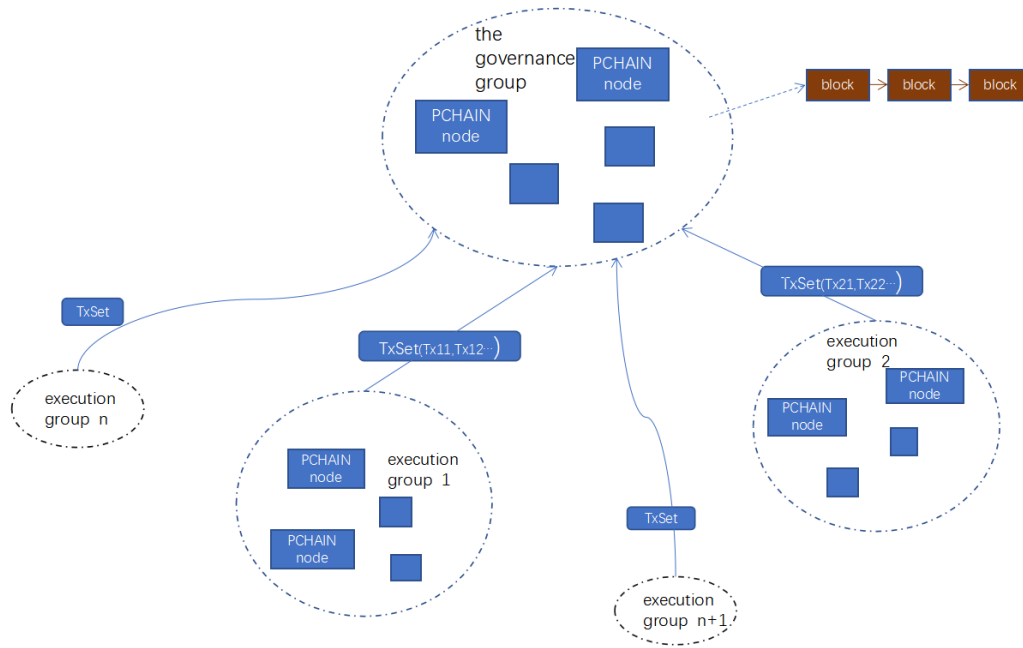 the
governance
group
PCHAIN
node
PCHAIN
node
block
block
block
TxSet
TxSet(Tx11,Tx12···)
TxSet(Tx21,Tx22···)
execution
group n
execution
group 1
PCHAIN
node
PCHAIN
node
execution
group 2
PCHAIN
node
PCHAIN
node
TxSet
execution
group n+1